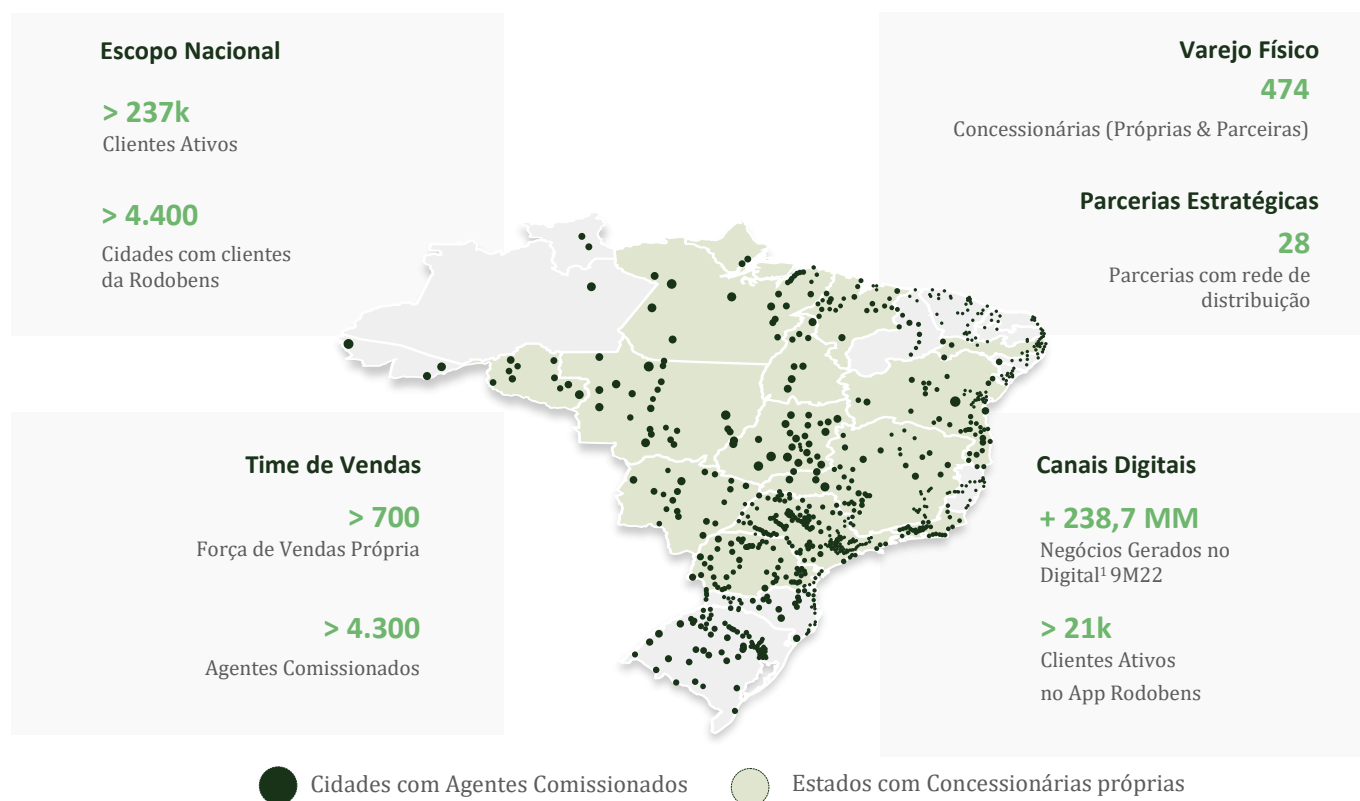 Escopo Nacional
> 237k
Clientes Ativos
> 4.400
Cidades com clientes
da Rodobens
Varejo Físico
474
Concessionárias (Próprias & Parceiras)
Parcerias Estratégicas
28
Parcerias com rede de
distribuição
Time de Vendas
> 700
Força de Vendas Própria
> 4.300
Agentes Comissionados
Canais Digitais
+ 238,7 MM
Negócios Gerados no
Digital¹ 9M22
> 21k
Clientes Ativos
no App Rodobens
Cidades com Agentes Comissionados
Estados com Concessionárias próprias